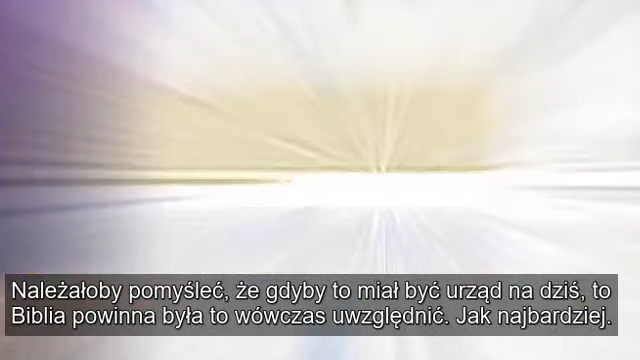 Należałoby pomyśleć, że gdyby to miał być urząd na dziś, to
Biblia powinna była to wówczas uwzględnić. Jak najbardziej.